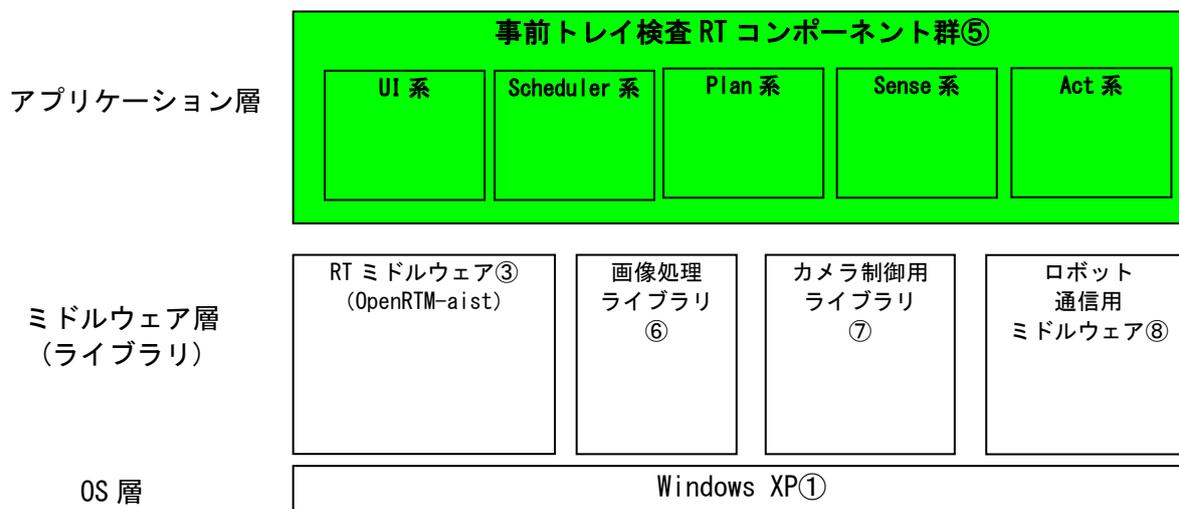 事前トレイ検査 RT コンポーネント群⑤
アプリケーション層
UI 系
Scheduler 系
Plan 系
Sense 系
Act 系
ミドルウェア層
(ライブラリ)
RT ミドルウェア③
(OpenRTM-aist)
画像処理
ライブラリ
⑥
カメラ制御用
ライブラリ
⑦
ロボット
通信用
ミドルウェア⑧
OS 層
Windows XP①